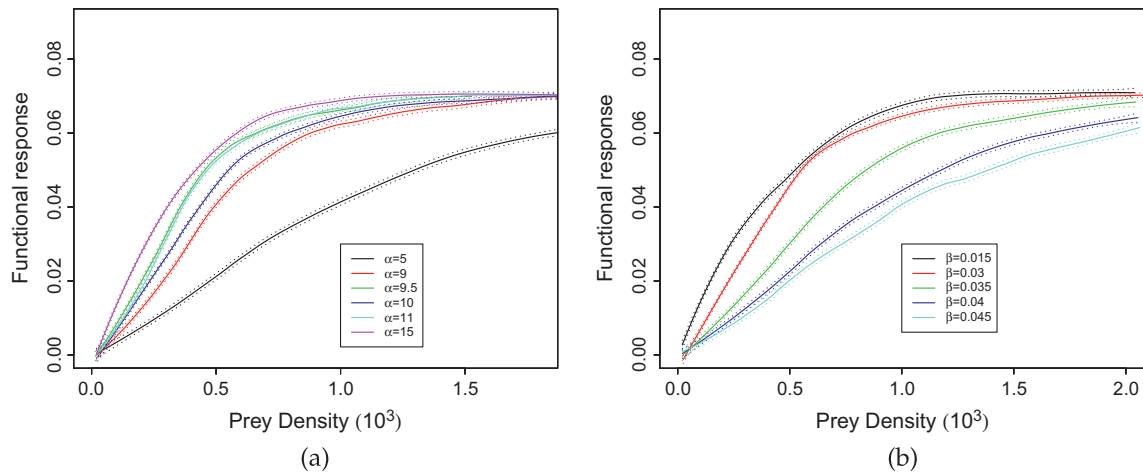 Functional response
0.00
0.02
0.04
0.06
0.08
α=5
α=9
α=9.5
α=10
α=11
α=15
0.0
0.5
1.0
1.5
Prey Density (10³)
(a)
Functional response
0.00
0.02
0.04
0.06
0.08
β=0.015
β=0.03
β=0.035
β=0.04
β=0.045
0.0
0.5
1.0
1.5
2.0
Prey Density (10³)
(b)